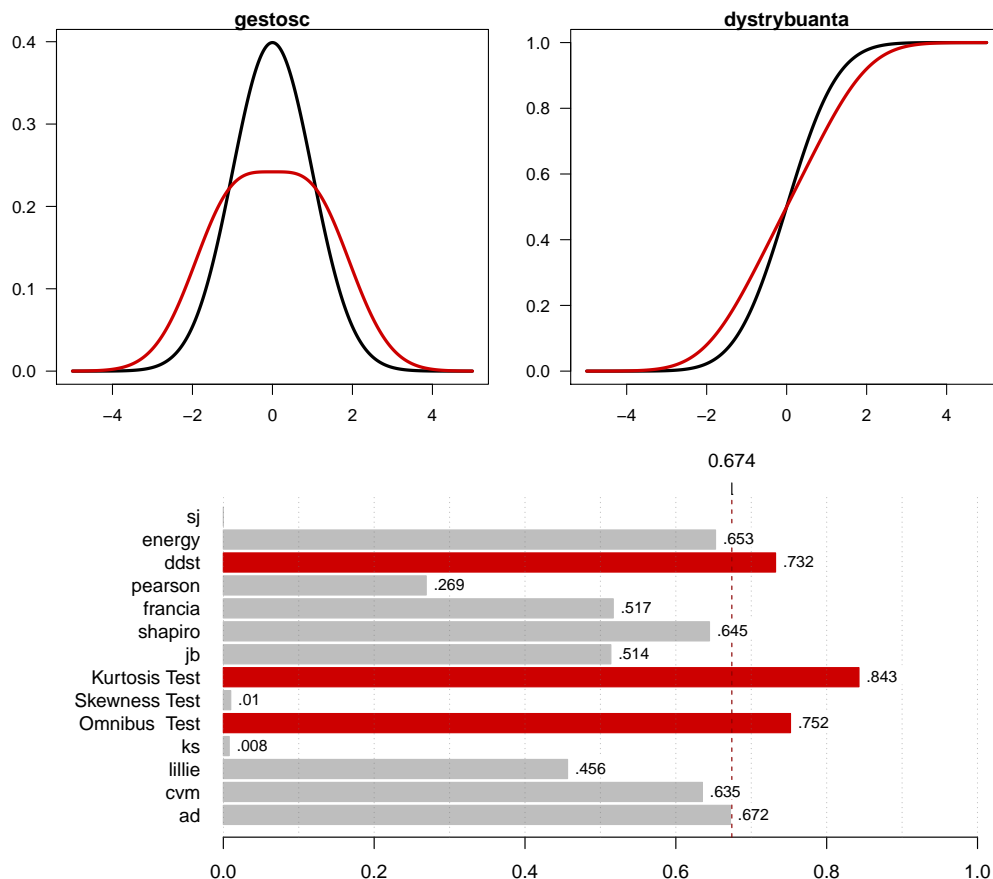 gestosc
0.4
0.3
0.2
0.1
0.0
−4 −2 0 2 4
dystrybuanta
1.0
0.8
0.6
0.4
0.2
0.0
−4 −2 0 2 4
0.674
sj
energy .653
ddst .732
pearson .269
francia .517
shapiro .645
jb .514
Kurtosis Test .843
Skewness Test .01
Omnibus  Test .752
ks .008
lillie .456
cvm .635
ad .672
0.0 0.2 0.4 0.6 0.8 1.0